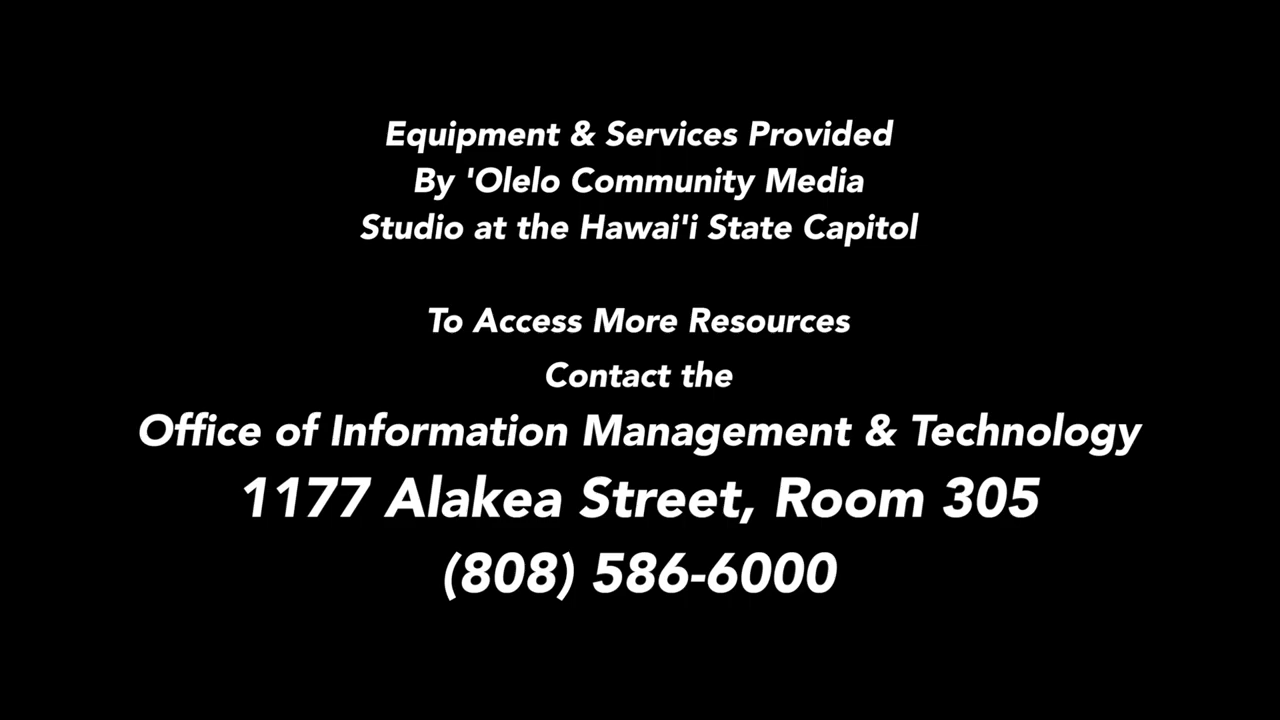 Equipment & Services Provided
By 'Olelo Community Media
Studio at the Hawai'i State Capitol
To Access More Resources
Contact the
Office of Information Management & Technology
1177 Alakea Street, Room 305
(808) 586-6000